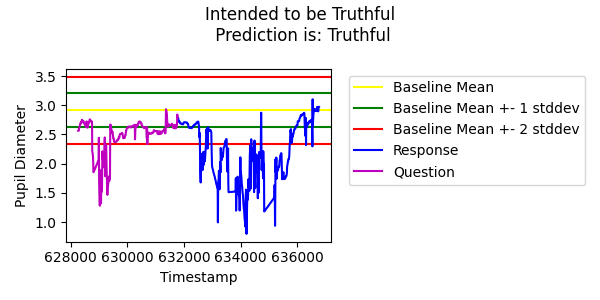 Intended to be Truthful
Prediction is: Truthful
Pupil Diameter
3.5
3.0
2.5
2.0
1.5
1.0
628000 630000 632000 634000 636000
Timestamp
Baseline Mean
Baseline Mean +- 1 stddev
Baseline Mean +- 2 stddev
Response
Question